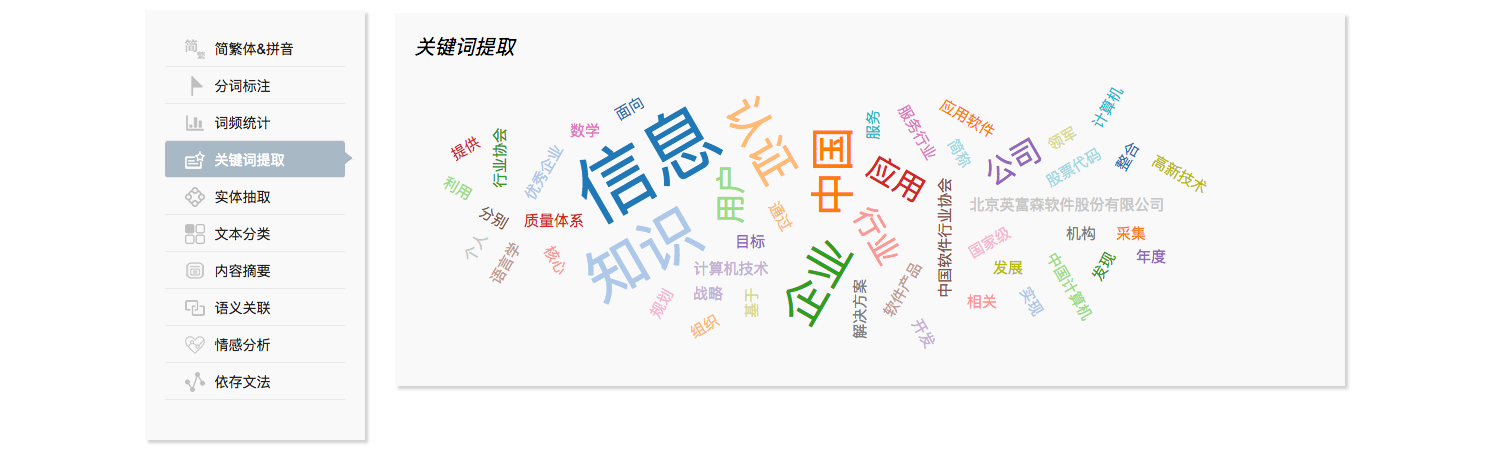 简繁体&拼音
分词标注
词频统计
关键词提取
实体抽取
文本分类
内容摘要
语义关联
情感分析
依存文法
关键词提取
面向
数学
信息
认证
服务
服务行业
应用软件
计算机
提供
行业协会
优秀企业
中国
应用
简称
公司
领军
股票代码
整合
高新技术
利用
用户
分别
质量体系
通过
行业
中国软件行业协会
北京英富森软件股份有限公司
个人
语言学
核心
知识
目标
计算机技术
企业
国家级
机构
采集
年度
发展
中国计算机
发现
规划
战略
基于
组织
解决方案
软件产品
开发
相关
实现